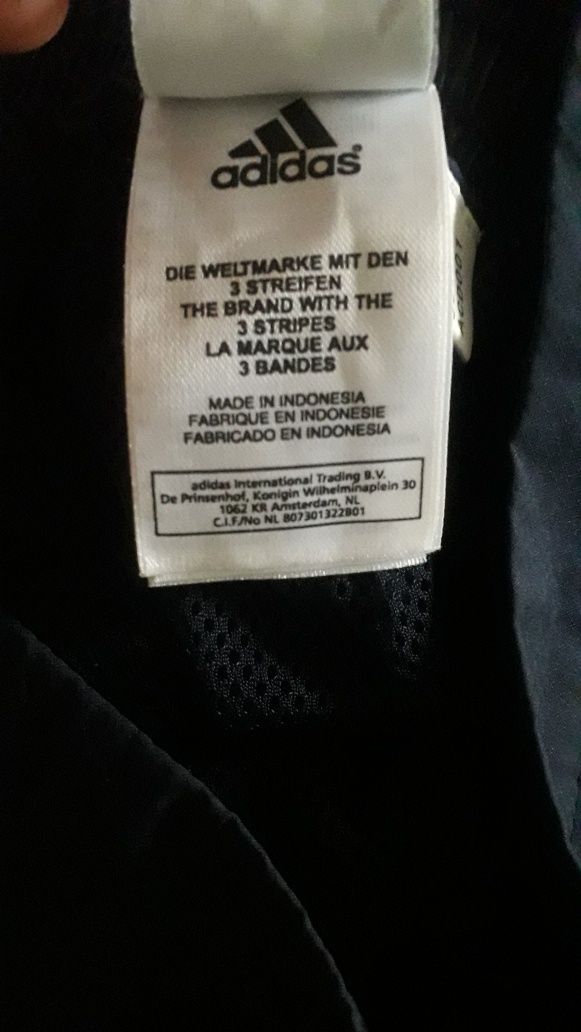 adidas®
DIE WELTMARKE MIT DEN
3 STREIFEN
THE BRAND WITH THE
3 STRIPES
LA MARQUE AUX
3 BANDES
MADE IN INDONESIA
FABRIQUE EN INDONESIE
FABRICADO EN INDONESIA
adidas International Trading B.V.
De Prinsenhof, Konigin Wilhelminaplein 30
1062 KR Amsterdam, NL
C.I.F./No NL 807301322B01